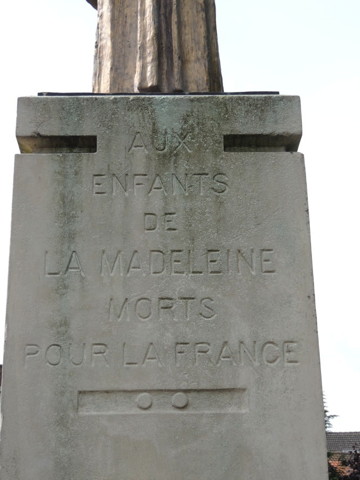 AUX
ENFANTS
DE
LA MADELEINE
MORTS
POUR LA FRANCE